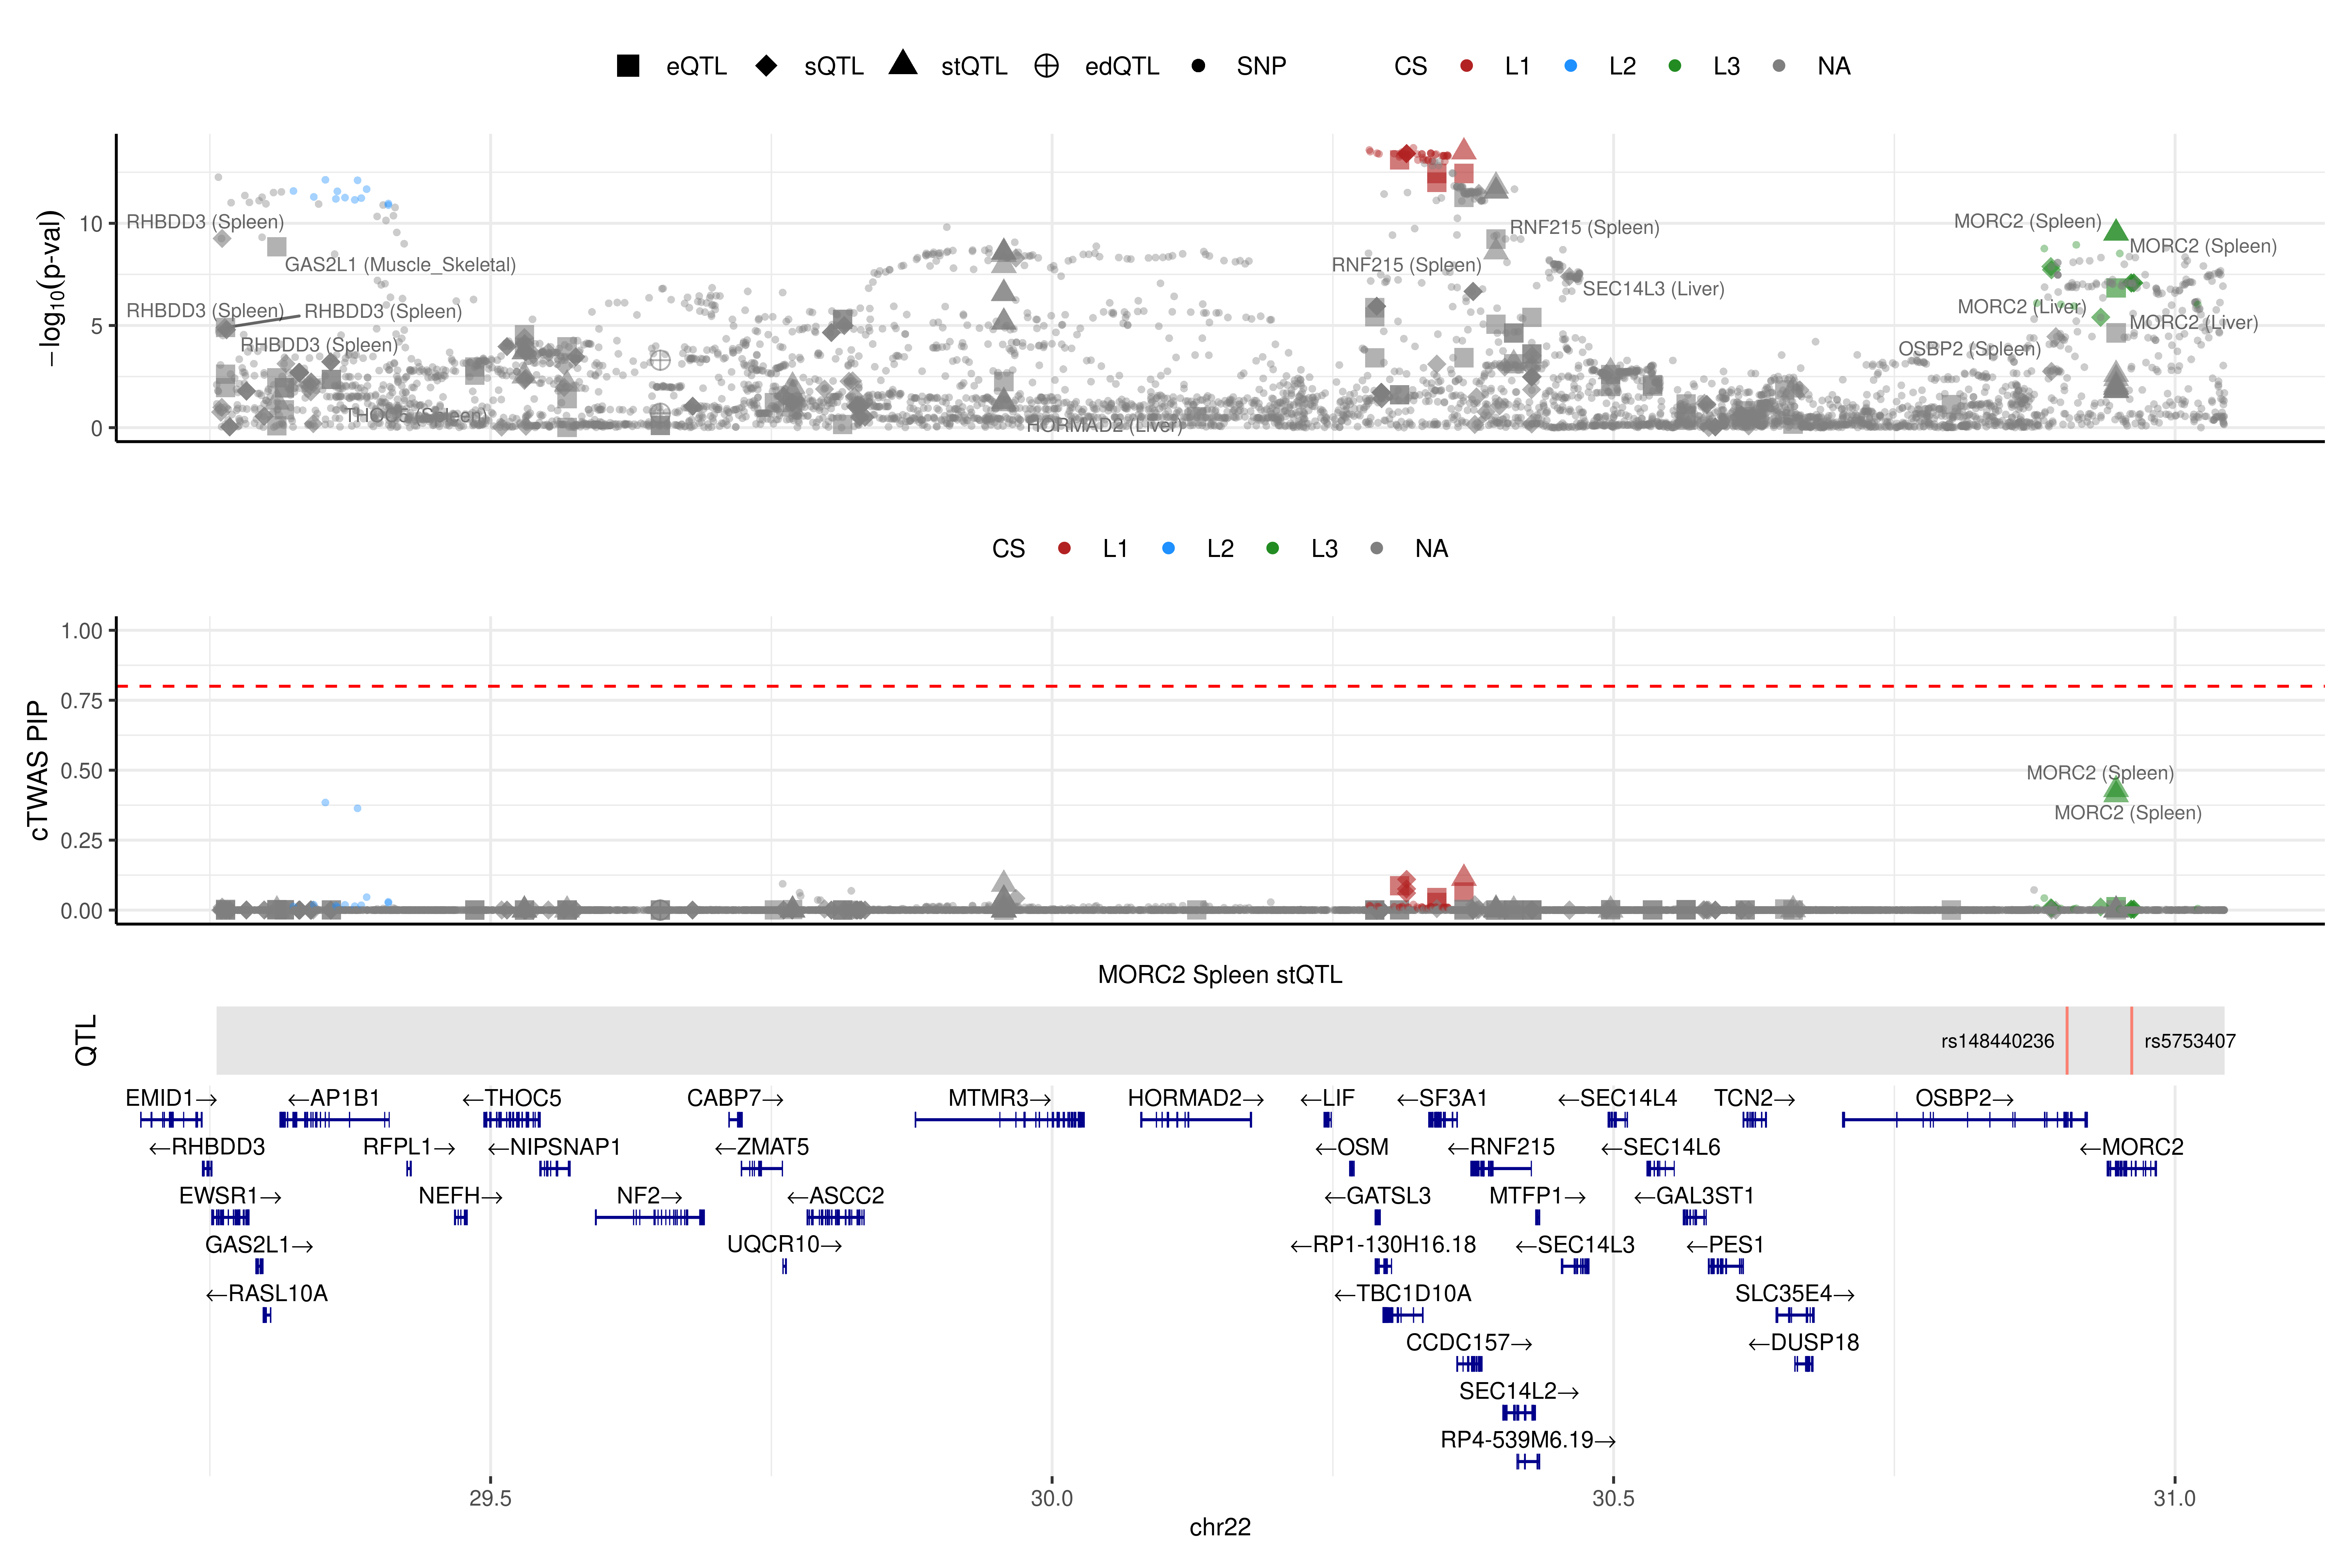 eQTL sQTL stQTL edQTL SNP CS L1 L2 L3 NA
−log10(p-val)
10
5
0
RHBDD3 (Spleen)
GAS2L1 (Muscle_Skeletal)
RHBDD3 (Spleen)
RHBDD3 (Spleen)
RHBDD3 (Spleen)
THOC5 (Spleen)
HORMAD2 (Liver)
RNF215 (Spleen)
RNF215 (Spleen)
SEC14L3 (Liver)
MORC2 (Spleen)
MORC2 (Spleen)
MORC2 (Liver)
MORC2 (Liver)
OSBP2 (Spleen)
CS L1 L2 L3 NA
cTWAS PIP
1.00
0.75
0.50
0.25
0.00
MORC2 (Spleen)
MORC2 (Spleen)
MORC2 Spleen stQTL
QTL
rs148440236
rs5753407
EMID1→ ←AP1B1 ←THOC5 CABP7→ MTMR3→ HORMAD2→ ←LIF ←SF3A1 ←SEC14L4 TCN2→ OSBP2→
←RHBDD3 RFPL1→ ←NIPSNAP1 ←ZMAT5 ←OSM ←RNF215 ←SEC14L6 ←MORC2
EWSR1→ NEFH→ NF2→ ←ASCC2 ←GATSL3 MTFP1→ ←GAL3ST1
GAS2L1→ UQCR10→ ←RP1-130H16.18 ←SEC14L3 ←PES1
←RASL10A ←TBC1D10A SLC35E4→
CCDC157→ ←DUSP18
SEC14L2→
RP4-539M6.19→
29.5 30.0 30.5 31.0
chr22